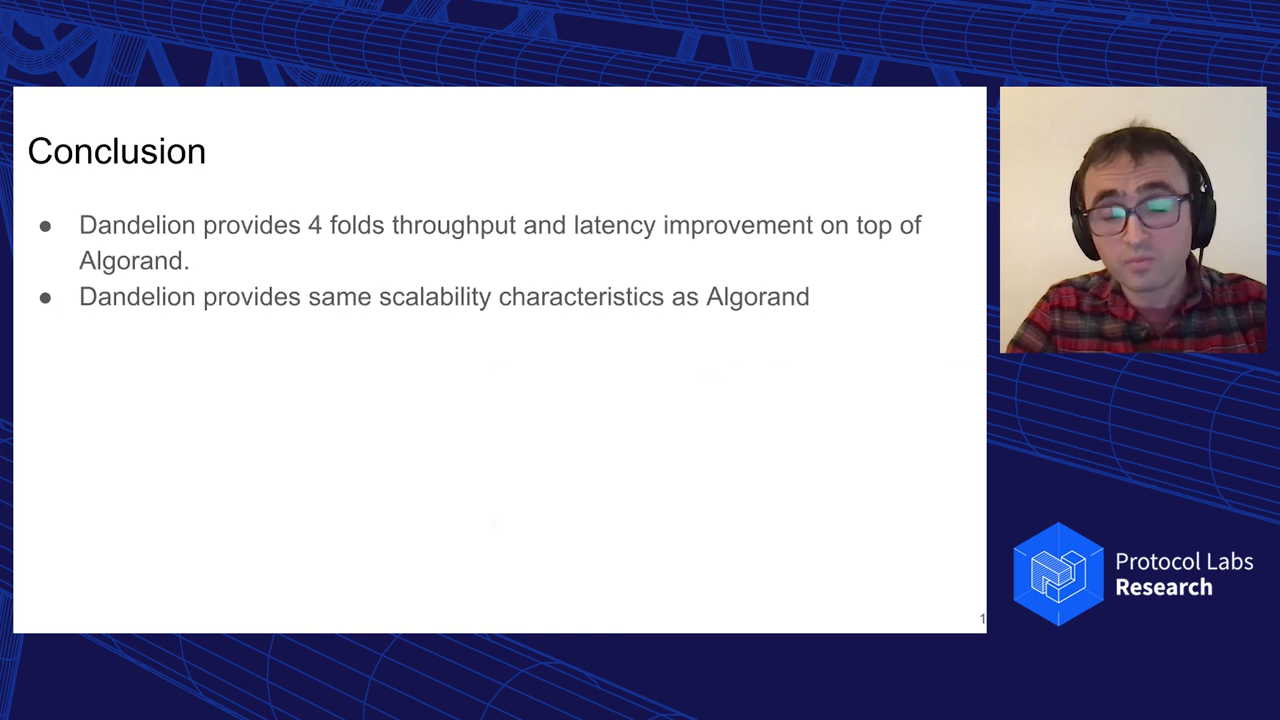 Conclusion
● Dandelion provides 4 folds throughput and latency improvement on top of
Algorand.
● Dandelion provides same scalability characteristics as Algorand
1
Protocol Labs
Research